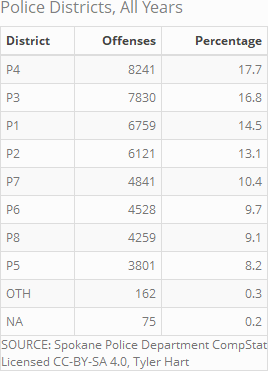 Police Districts, All Years
District Offenses Percentage
P4 8241 17.7
P3 7830 16.8
P1 6759 14.5
P2 6121 13.1
P7 4841 10.4
P6 4528 9.7
P8 4259 9.1
P5 3801 8.2
OTH 162 0.3
NA 75 0.2
SOURCE: Spokane Police Department CompStat
Licensed CC-BY-SA 4.0, Tyler Hart